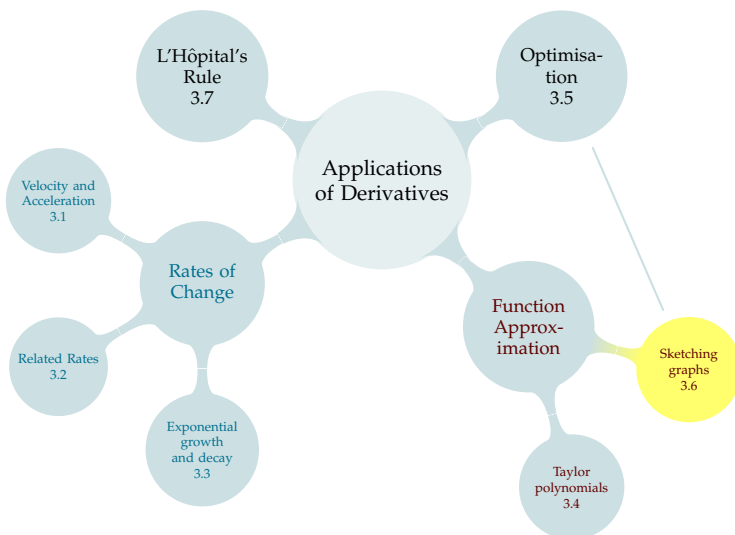 L'Hôpital's
Rule
3.7
Optimisa-
tion
3.5
Applications
of Derivatives
Velocity and
Acceleration
3.1
Rates of
Change
Related Rates
3.2
Exponential
growth
and decay
3.3
Function
Approx-
imation
Sketching
graphs
3.6
Taylor
polynomials
3.4